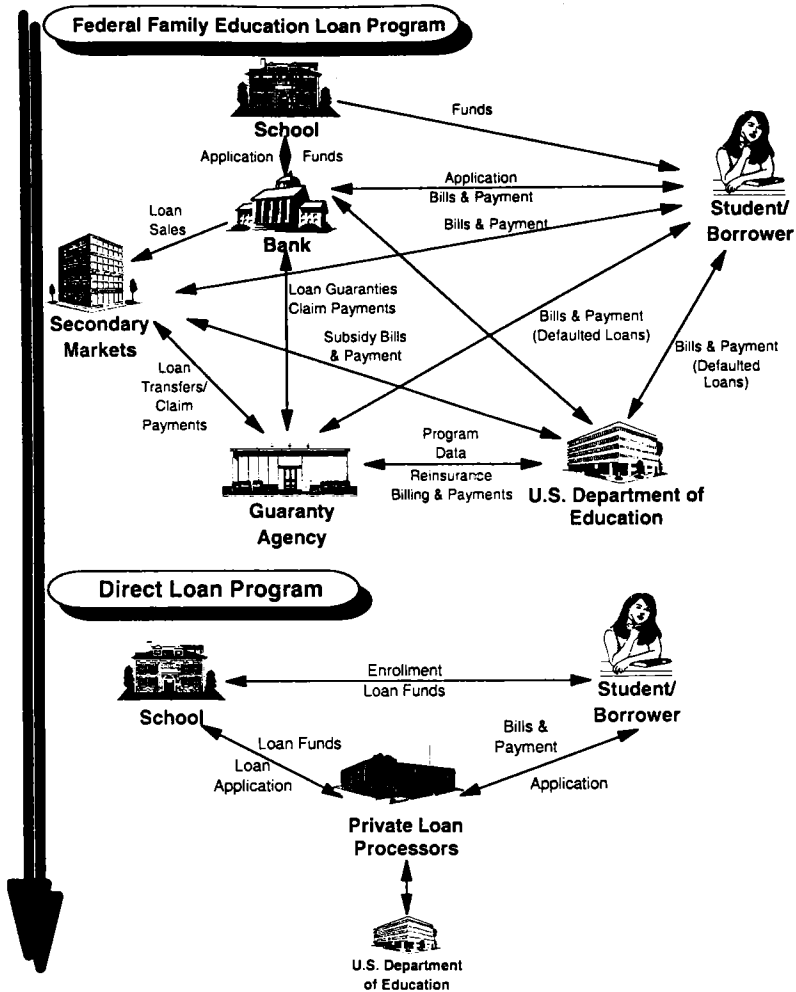 Federal Family Education Loan Program
School
Funds
Application Funds
Application
Bills & Payment
Student/
Borrower
Loan
Sales
Bank
Bills & Payment
Secondary
Markets
Loan Guaranties
Claim Payments
Subsidy Bills
& Payment
Bills & Payment
(Defaulted Loans)
Bills & Payment
(Defaulted
Loans)
Loan
Transfers/
Claim
Payments
Program
Data
Reinsurance
Billing & Payments
Guaranty
Agency
U.S. Department of
Education
Direct Loan Program
School
Enrollment
Loan Funds
Student/
Borrower
Loan Funds
Loan
Application
Bills &
Payment
Application
Private Loan
Processors
U.S. Department
of Education